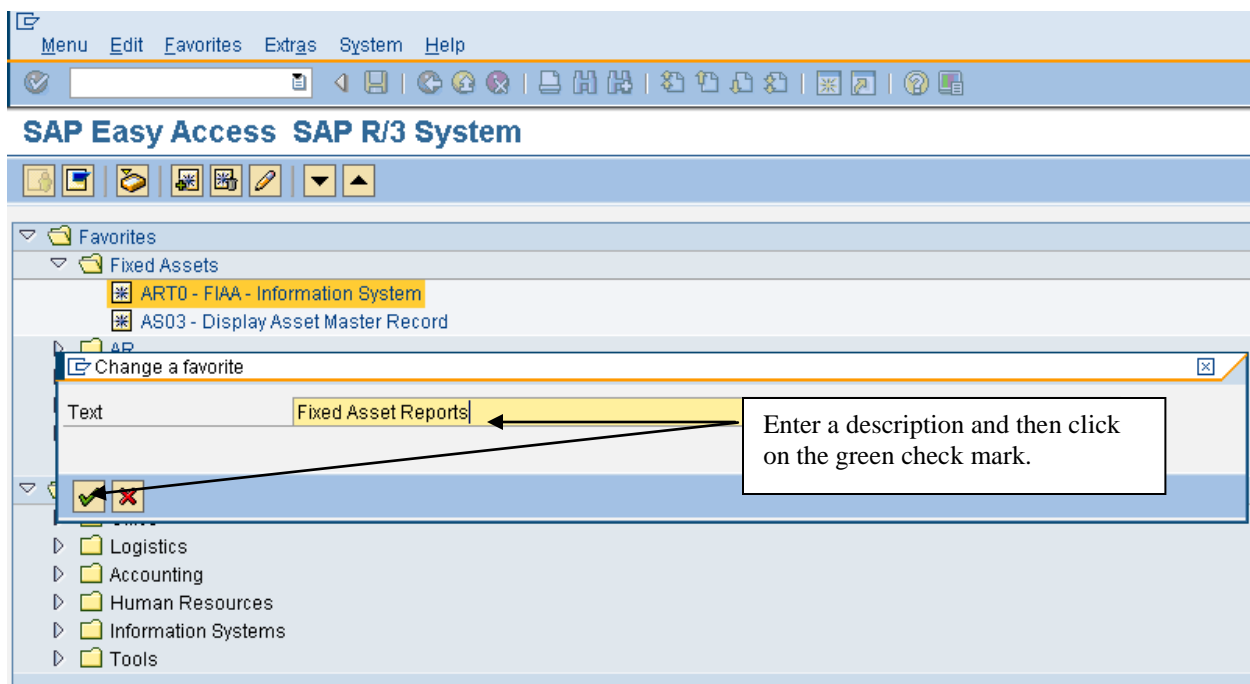 Menu Edit Favorites Extras System Help
SAP Easy Access SAP R/3 System
Favorites
Fixed Assets
ART0 - FIAA - Information System
AS03 - Display Asset Master Record
AR
Change a favorite
Text Fixed Asset Reports
Enter a description and then click
on the green check mark.
Logistics
Accounting
Human Resources
Information Systems
Tools